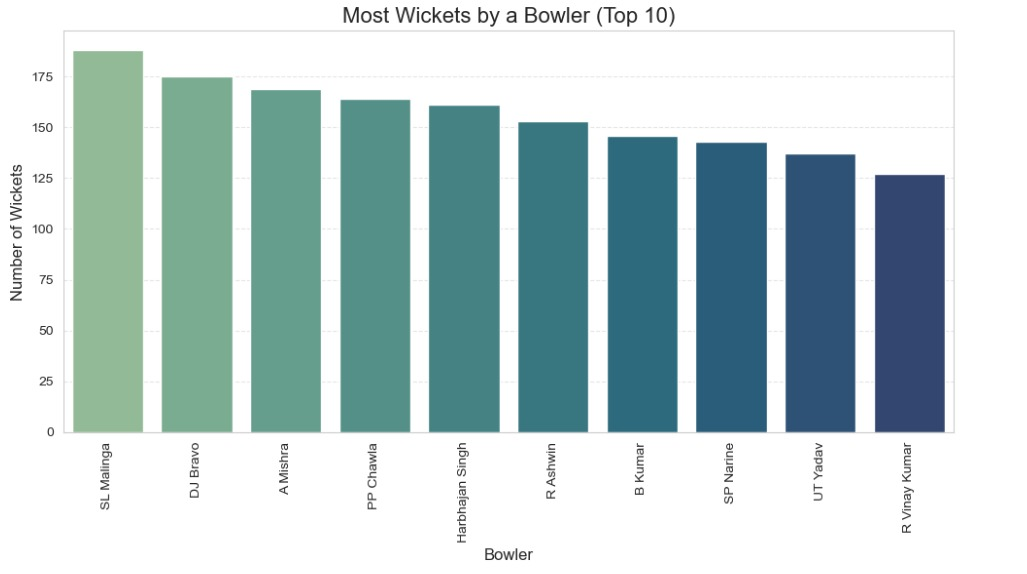 Most Wickets by a Bowler (Top 10)
Number of Wickets
175
150
125
100
75
50
25
0
SL Malinga
DJ Bravo
A Mishra
PP Chawla
Harbhajan Singh
R Ashwin
B Kumar
SP Narine
UT Yadav
R Vinay Kumar
Bowler